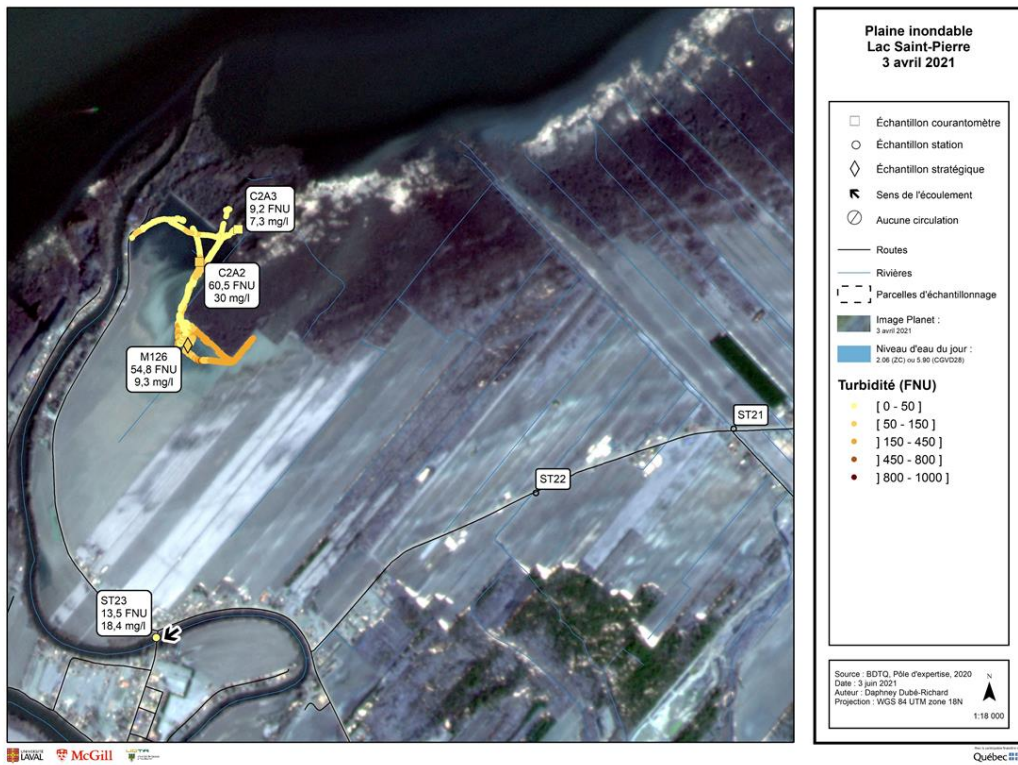 C2A3
9,2 FNU
7,3 mg/l
C2A2
60,5 FNU
30 mg/l
M126
54,8 FNU
9,3 mg/l
ST21
ST22
ST23
13,5 FNU
18,4 mg/l
Plaine inondable
Lac Saint-Pierre
3 avril 2021
Échantillon courantomètre
Échantillon station
Échantillon stratégique
Sens de l'écoulement
Aucune circulation
Routes
Rivières
Parcelles d'échantillonnage
Image Planet :
3 avril 2021
Niveau d'eau du jour :
2.06 (ZC) ou 5.90 (CGVD28)
Turbidité (FNU)
[ 0 - 50 ]
] 50 - 150 ]
] 150 - 450 ]
] 450 - 800 ]
] 800 - 1000 ]
Source : BDTQ, Pôle d'expertise, 2020
Date : 3 juin 2021
Auteur : Daphney Dubé-Richard
Projection : WGS 84 UTM zone 18N
N
1:18 000
UNIVERSITÉ
LAVAL
McGill
UQTR
Québec